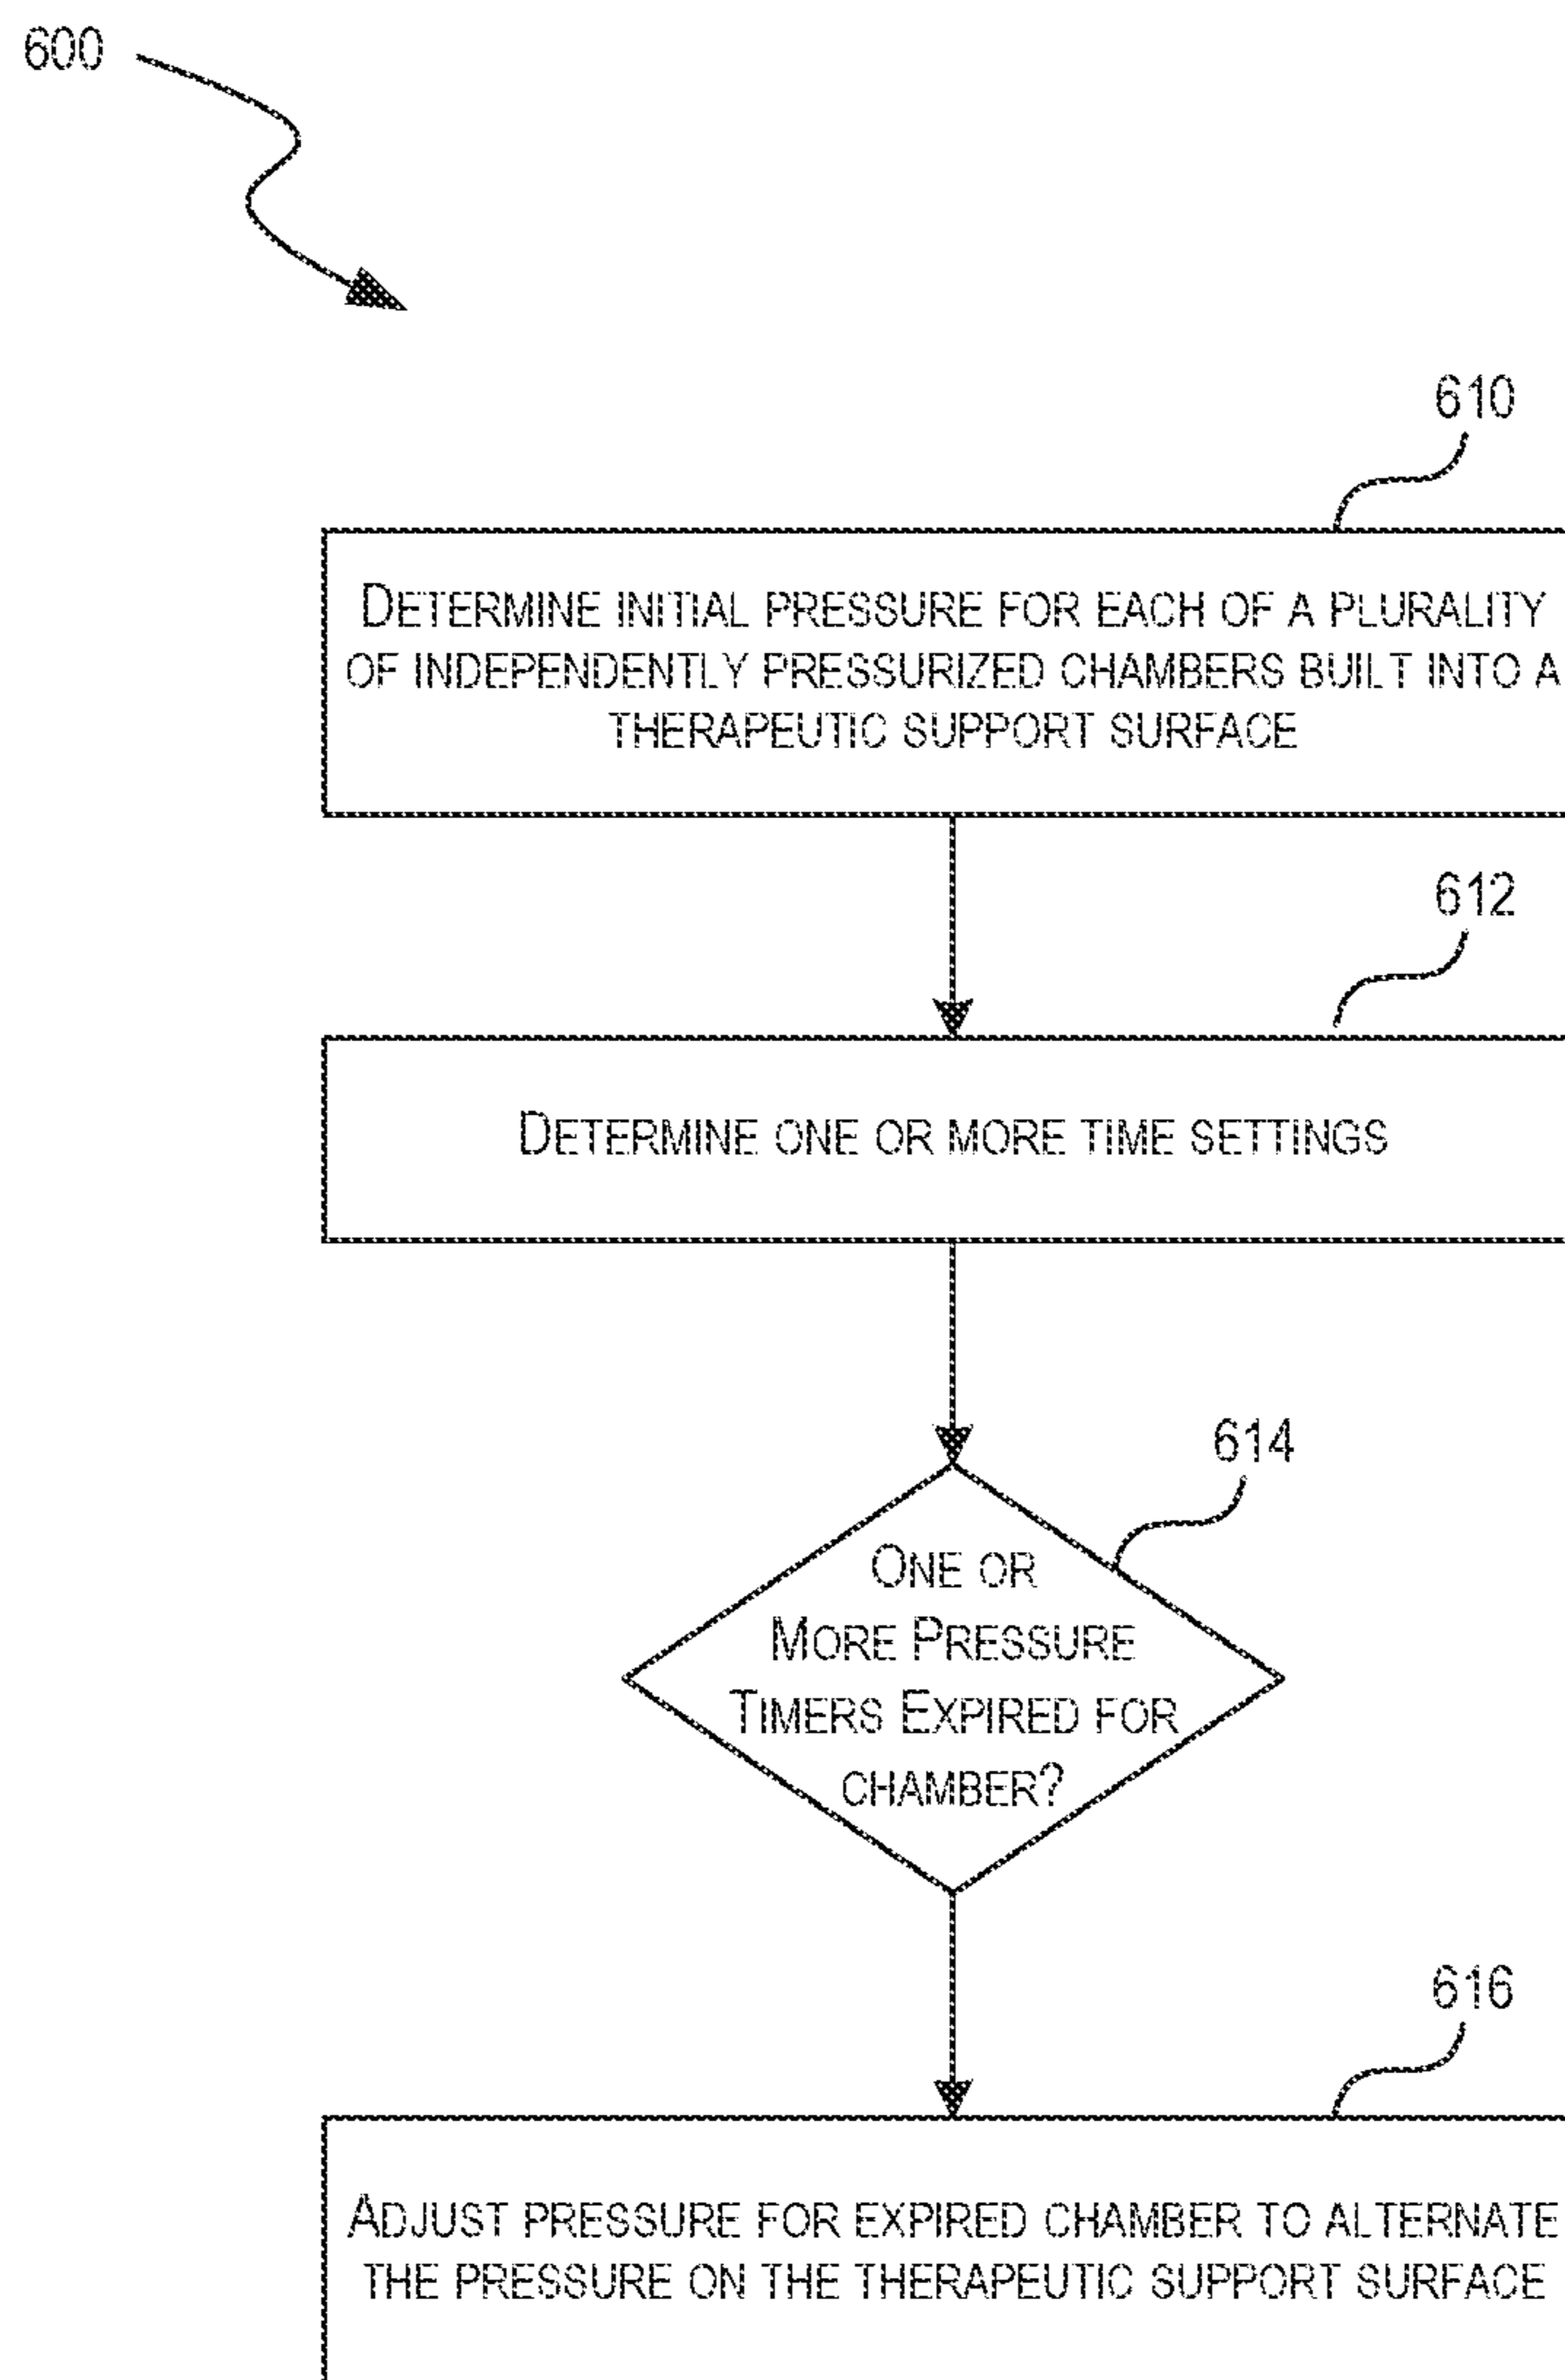 600
610
Determine initial pressure for each of a plurality
of independently pressurized chambers built into a
therapeutic support surface
612
Determine one or more time settings
614
One or
More Pressure
Timers Expired for
chamber?
616
Adjust pressure for expired chamber to alternate
the pressure on the therapeutic support surface